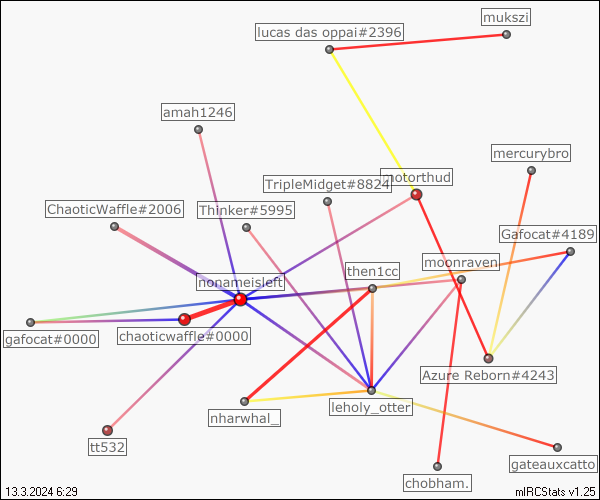 mukszi
lucas das oppai#2396
amah1246
mercurybro
motorthud
TripleMidget#8824
ChaoticWaffle#2006
Thinker#5995
Gafocat#4189
moonraven
then1cc
nonameisleft
gafocat#0000
chaoticwaffle#0000
Azure Reborn#4243
leholy_otter
nharwhal_
tt532
gateauxcatto
chobham.
13.3.2024 6:29
mIRCStats v1.25